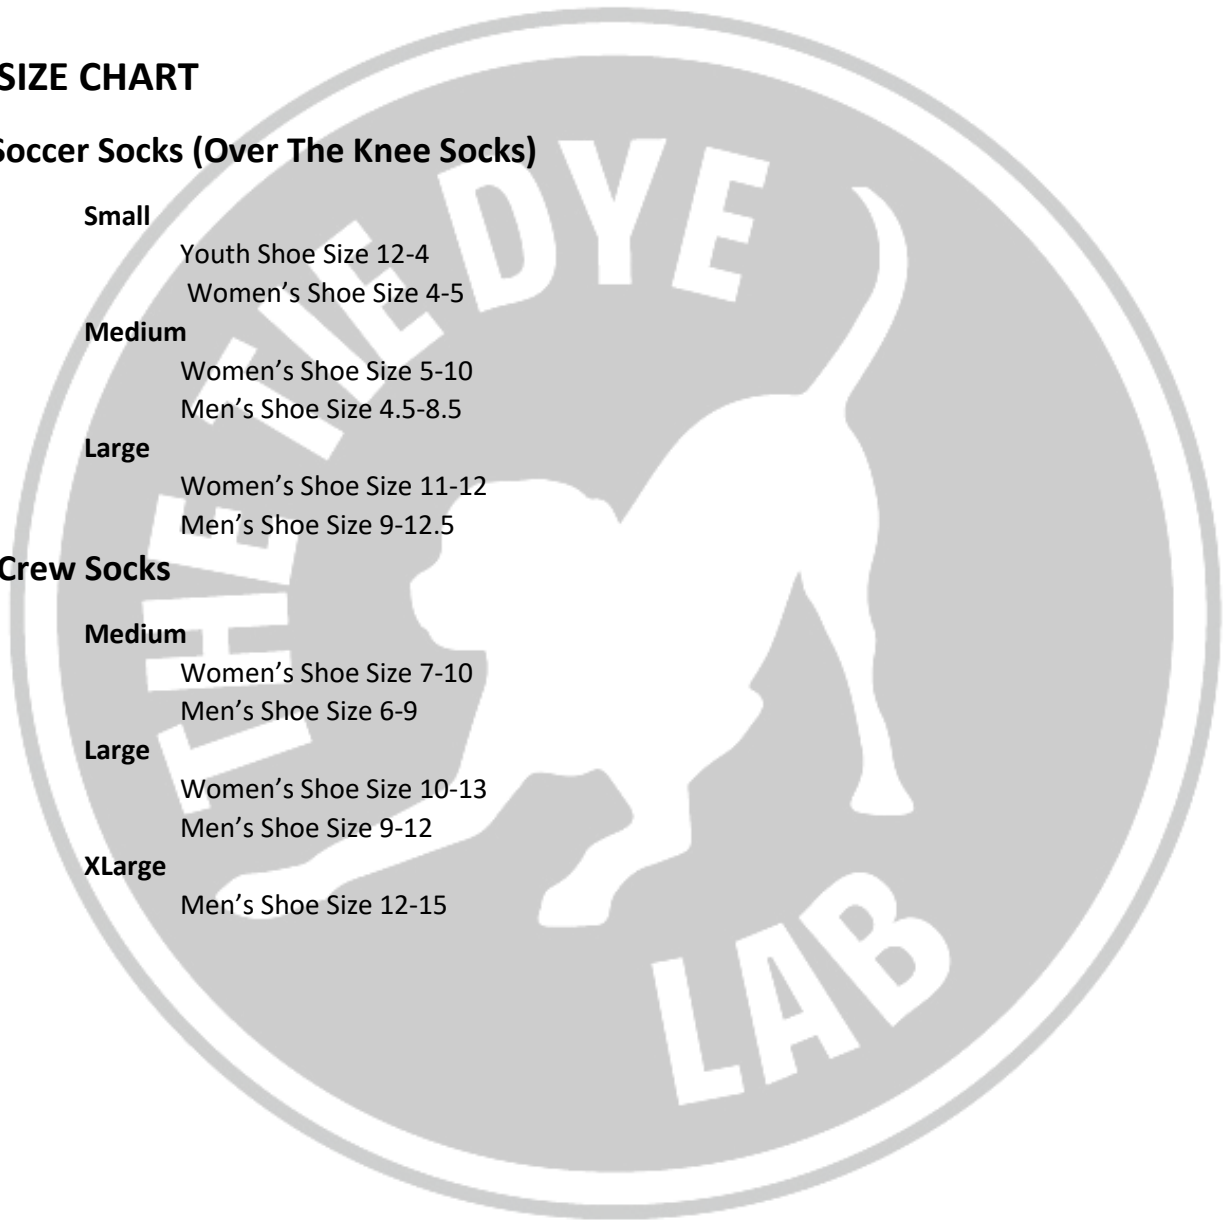 SIZE CHART
Soccer Socks (Over The Knee Socks)
Small
Youth Shoe Size 12-4
Women’s Shoe Size 4-5
Medium
Women’s Shoe Size 5-10
Men’s Shoe Size 4.5-8.5
Large
Women’s Shoe Size 11-12
Men’s Shoe Size 9-12.5
Crew Socks
Medium
Women’s Shoe Size 7-10
Men’s Shoe Size 6-9
Large
Women’s Shoe Size 10-13
Men’s Shoe Size 9-12
XLarge
Men’s Shoe Size 12-15
THE TIE DYE
LAB